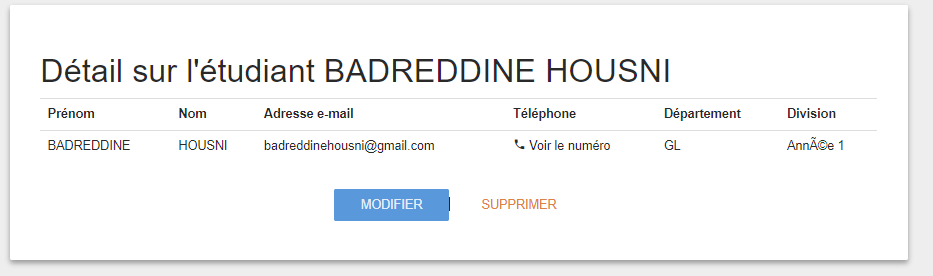 Détail sur l'étudiant BADREDDINE HOUSNI
Prénom Nom Adresse e-mail Téléphone Département Division
BADREDDINE HOUSNI badreddinehousni@gmail.com Voir le numéro GL AnnÃ©e 1
MODIFIER SUPPRIMER